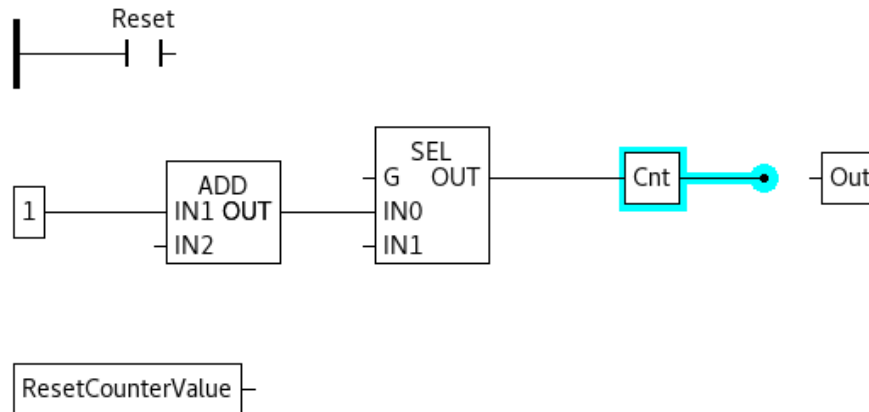 Reset
SEL
ADD
G OUT
Cnt
Out
1
IN1 OUT
IN0
IN2
IN1
ResetCounterValue